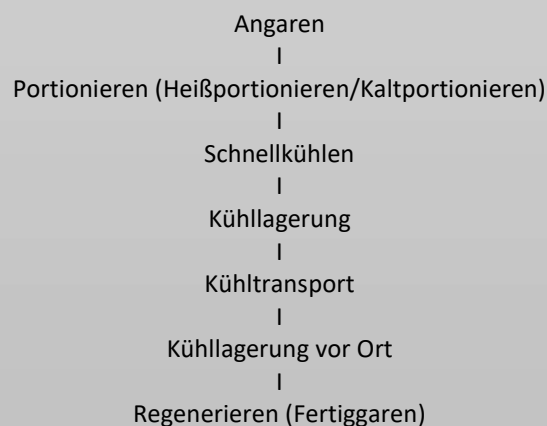 Angaren
I
Portionieren (Heißportionieren/Kaltportionieren)
I
Schnellkühlen
I
Kühllagerung
I
Kühltransport
I
Kühllagerung vor Ort
I
Regenerieren (Fertiggaren)